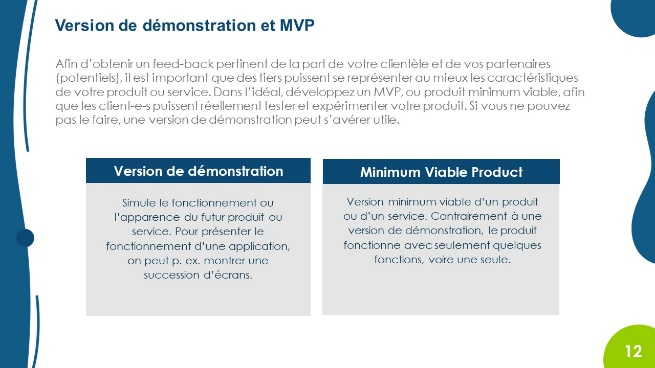 Version de démonstration et MVP
Afin d'obtenir un feed-back pertinent de la part de votre clientèle et de vos partenaires
(potentiels), il est important que des tiers puissent se représenter au mieux les caractéristiques
de votre produit ou service. Dans l'idéal, développez un MVP, ou produit minimum viable, afin
que les client-e-s puissent réellement tester et expérimenter votre produit. Si vous ne pouvez
pas le faire, une version de démonstration peut s'avérer utile.
Version de démonstration
Simule le fonctionnement ou
l'apparence du futur produit ou
service. Pour présenter le
fonctionnement d'une application,
on peut p. ex. montrer une
succession d'écrans.
Minimum Viable Product
Version minimum viable d'un produit
ou d'un service. Contrairement à une
version de démonstration, le produit
fonctionne avec seulement quelques
fonctions, voire une seule.
12